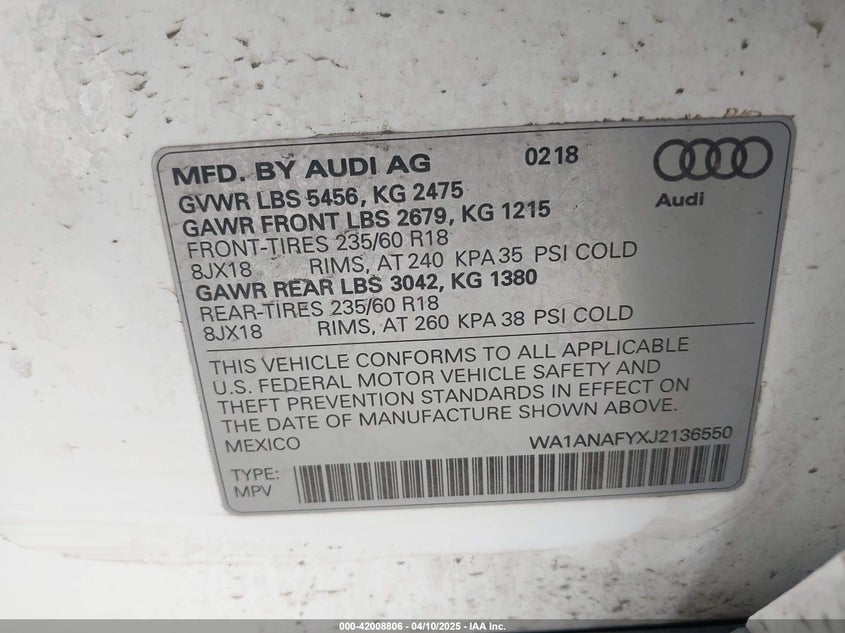 MFD. BY AUDI AG 0218
Audi
GVWR LBS 5456, KG 2475
GAWR FRONT LBS 2679, KG 1215
FRONT-TIRES 235/60 R18
8JX18 RIMS, AT 240 KPA 35 PSI COLD
GAWR REAR LBS 3042, KG 1380
REAR-TIRES 235/60 R18
8JX18 RIMS, AT 260 KPA 38 PSI COLD
THIS VEHICLE CONFORMS TO ALL APPLICABLE
U.S. FEDERAL MOTOR VEHICLE SAFETY AND
THEFT PREVENTION STANDARDS IN EFFECT ON
THE DATE OF MANUFACTURE SHOWN ABOVE.
MEXICO WA1ANAFYXJ2136550
TYPE:
MPV
000-42008806 - 04/10/2025 - IAA Inc.